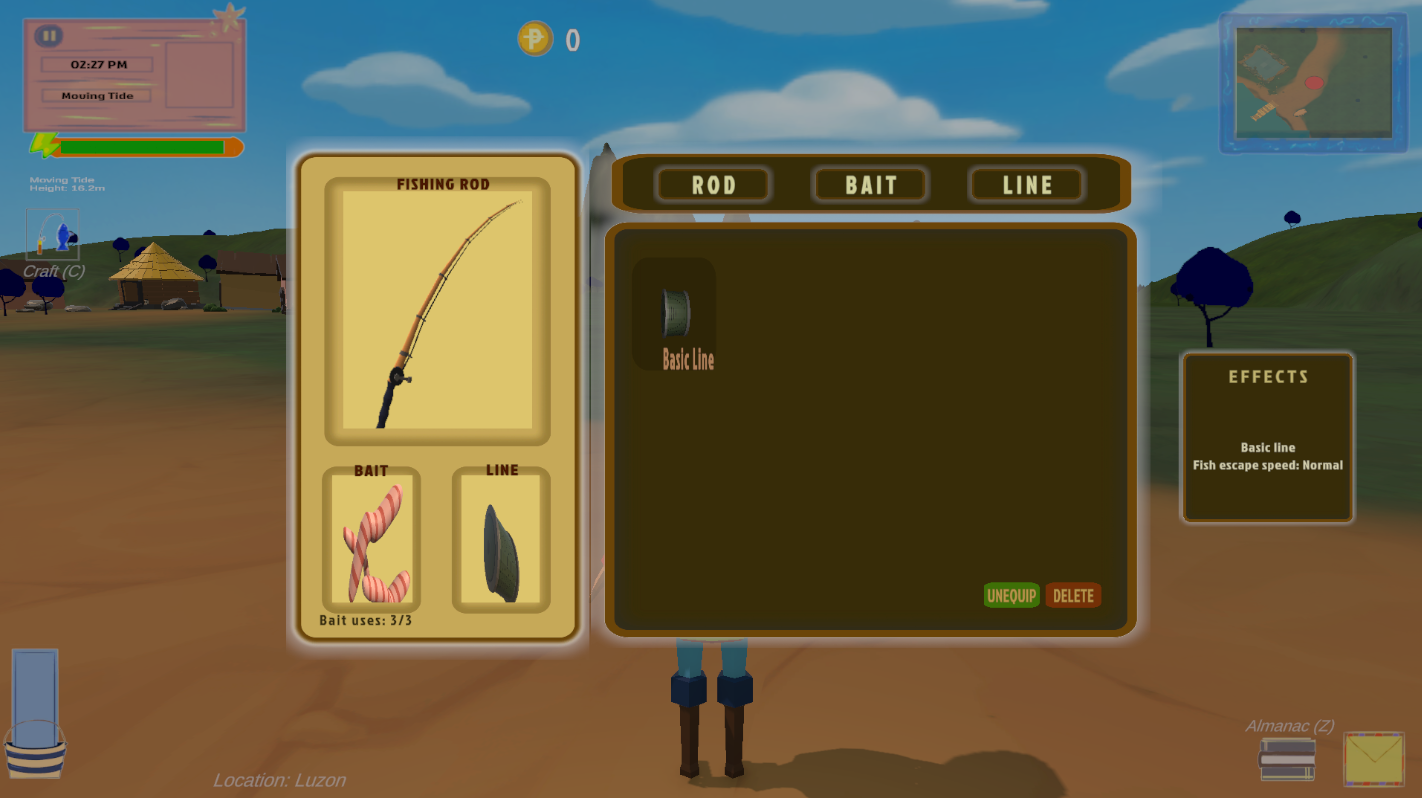 02:27 PM
Moving Tide
Moving Tide
Height: 16.2m
Craft (C)
0
FISHING ROD
BAIT
LINE
Bait uses: 3/3
ROD
BAIT
LINE
Basic Line
UNEQUIP
DELETE
EFFECTS
Basic line
Fish escape speed: Normal
Location: Luzon
Almanac (Z)